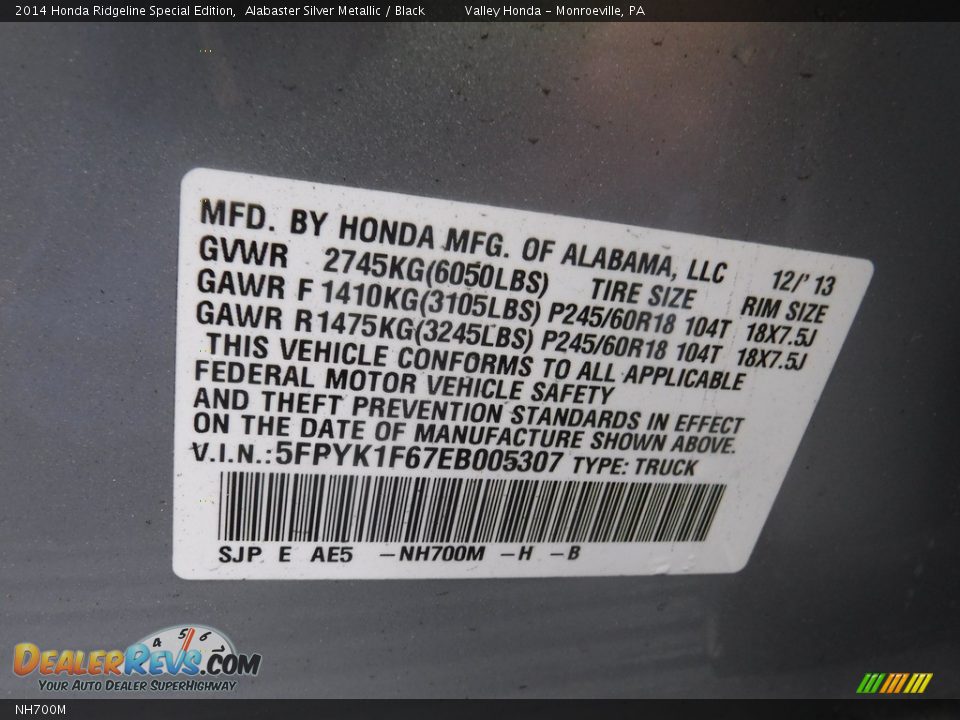 2014 Honda Ridgeline Special Edition,  Alabaster Silver Metallic / Black    Valley Honda - Monroeville, PA
MFD. BY HONDA MFG. OF ALABAMA, LLC 12/'13
GVWR 2745KG(6050LBS) TIRE SIZE RIM SIZE
GAWR F 1410KG(3105LBS) P245/60R18 104T 18X7.5J
GAWR R 1475KG(3245LBS) P245/60R18 104T 18X7.5J
THIS VEHICLE CONFORMS TO ALL APPLICABLE
FEDERAL MOTOR VEHICLE SAFETY
AND THEFT PREVENTION STANDARDS IN EFFECT
ON THE DATE OF MANUFACTURE SHOWN ABOVE.
V.I.N.:5FPYK1F67EB005307 TYPE: TRUCK
SJP E AE5 -NH700M -H -B
4 5 6 7
DEALERREVS.COM
YOUR AUTO DEALER SUPERHIGHWAY
NH700M